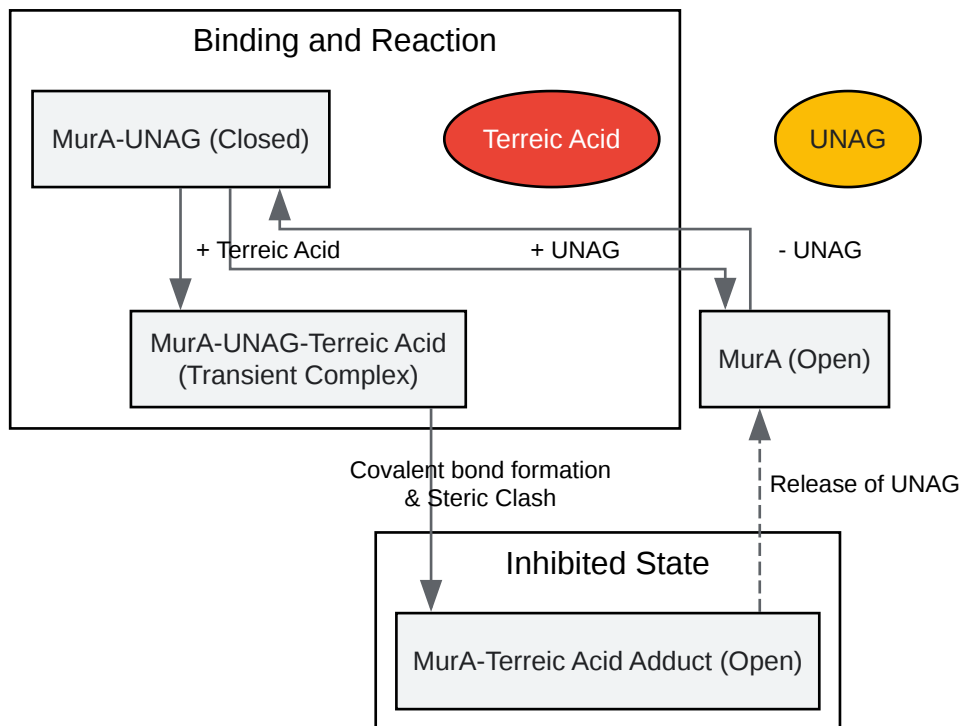 Binding and Reaction
MurA-UNAG (Closed)
Terreic Acid
UNAG
+ Terreic Acid
+ UNAG
- UNAG
MurA-UNAG-Terreic Acid
(Transient Complex)
MurA (Open)
Covalent bond formation
& Steric Clash
Release of UNAG
Inhibited State
MurA-Terreic Acid Adduct (Open)